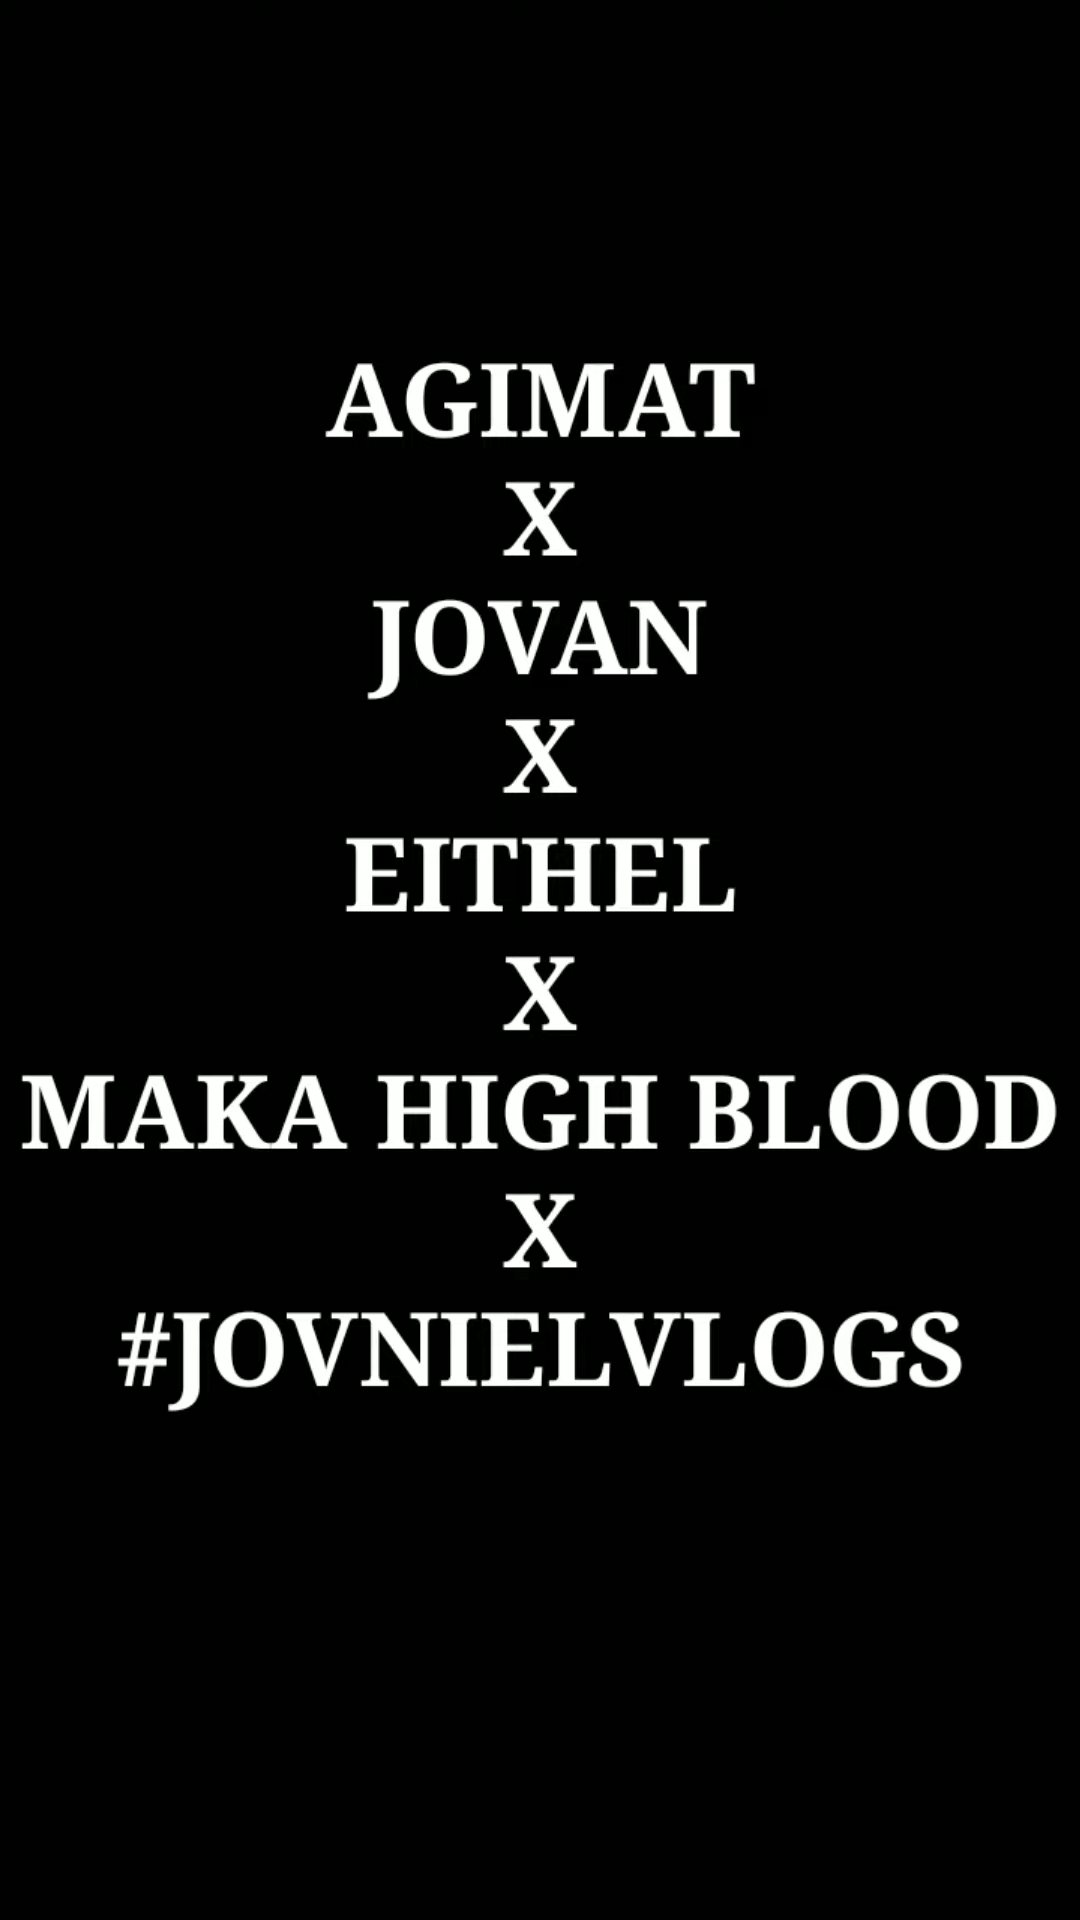 AGIMAT
X
JOVAN
X
EITHEL
X
MAKA HIGH BLOOD
X
#JOVNIELVLOGS